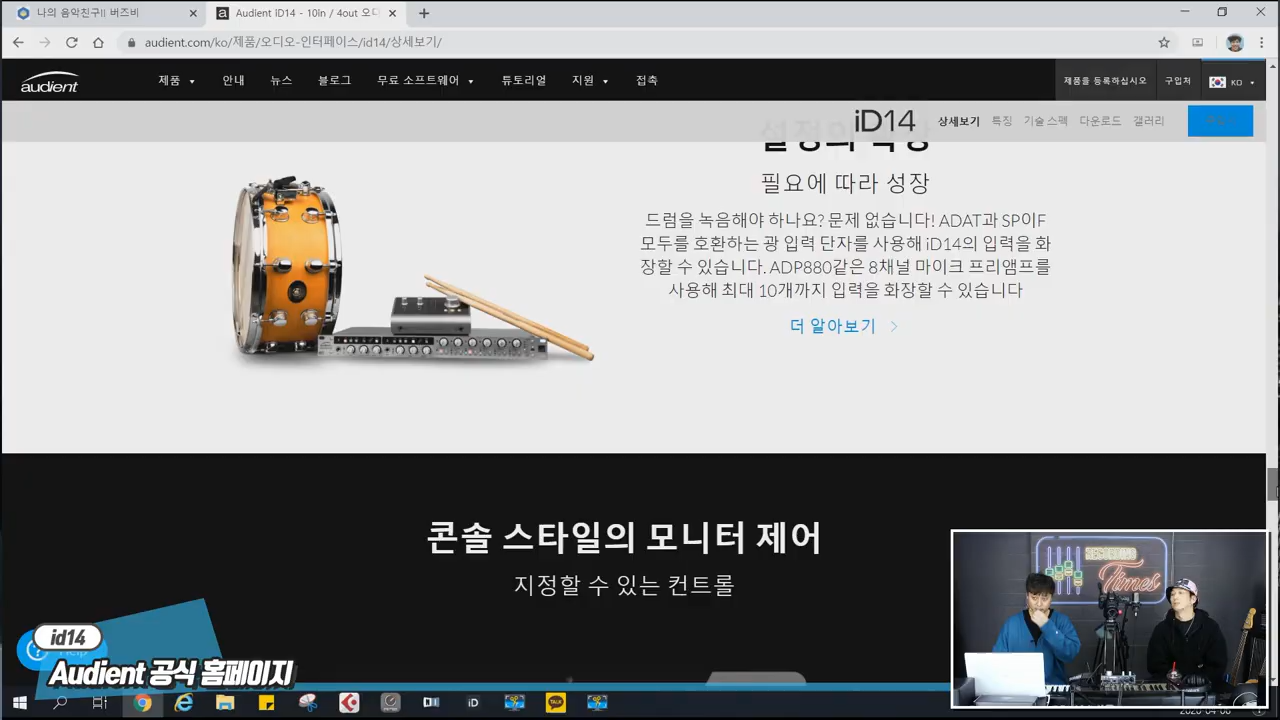 나의 음악친구!! 버즈비
Audient iD14 - 10in / 4out 오디
audient.com/ko/제품/오디오-인터페이스/id14/상세보기/
audient
제품
안내
뉴스
블로그
무료 소프트웨어
튜토리얼
지원
접촉
제품을 등록하십시오
구입처
KO
iD14
상세보기
특징
기술 스펙
다운로드
갤러리
필요에 따라 성장
드럼을 녹음해야 하나요? 문제 없습니다! ADAT과 SP이F
모두를 호환하는 광 입력 단자를 사용해 iD14의 입력을 화
장할 수 있습니다. ADP880같은 8채널 마이크 프리앰프를
사용해 최대 10개까지 입력을 화장할 수 있습니다
더 알아보기
콘솔 스타일의 모니터 제어
지정할 수 있는 컨트롤
RECORDING
Times
id14
Audient 공식 홈페이지
iD
TALK